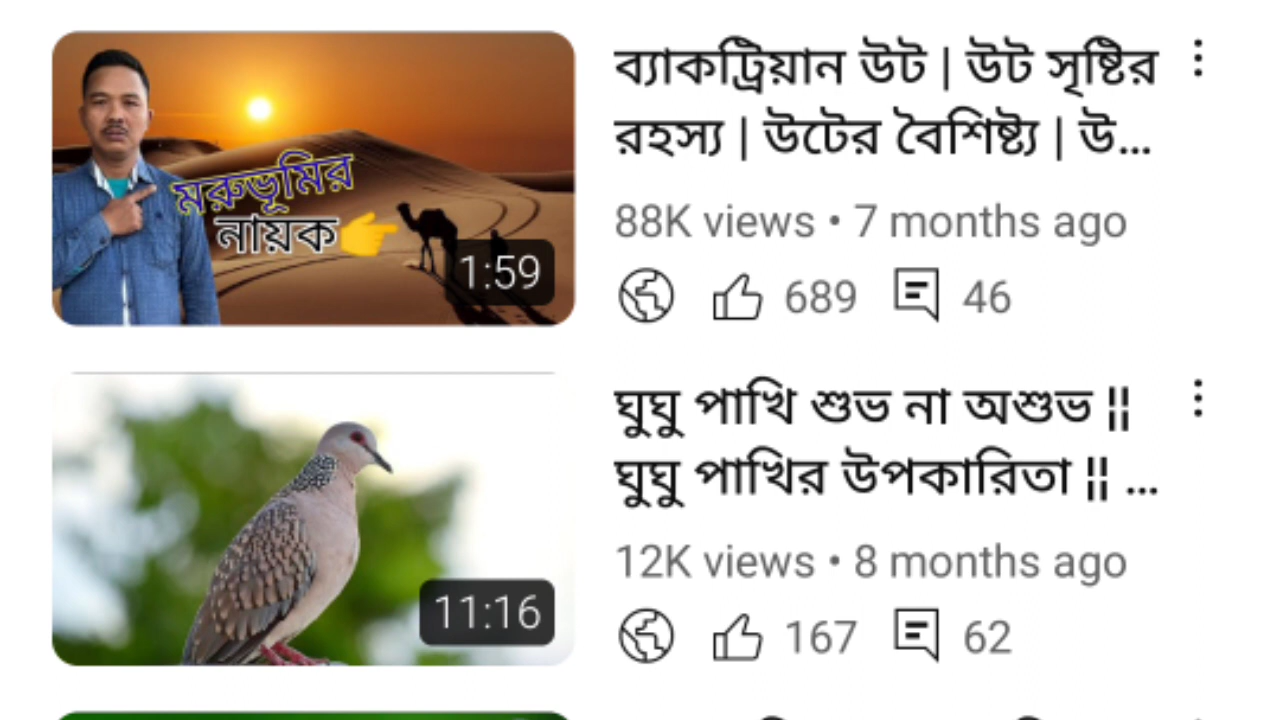 ব্যাকট্রিয়ান উট | উট সৃষ্টির
রহস্য | উটের বৈশিষ্ট্য | উ...
88K views • 7 months ago
689 46
মরুভূমির
নায়ক
1:59
ঘুঘু পাখি শুভ না অশুভ ¦¦
ঘুঘু পাখির উপকারিতা ¦¦ ...
12K views • 8 months ago
167 62
11:16